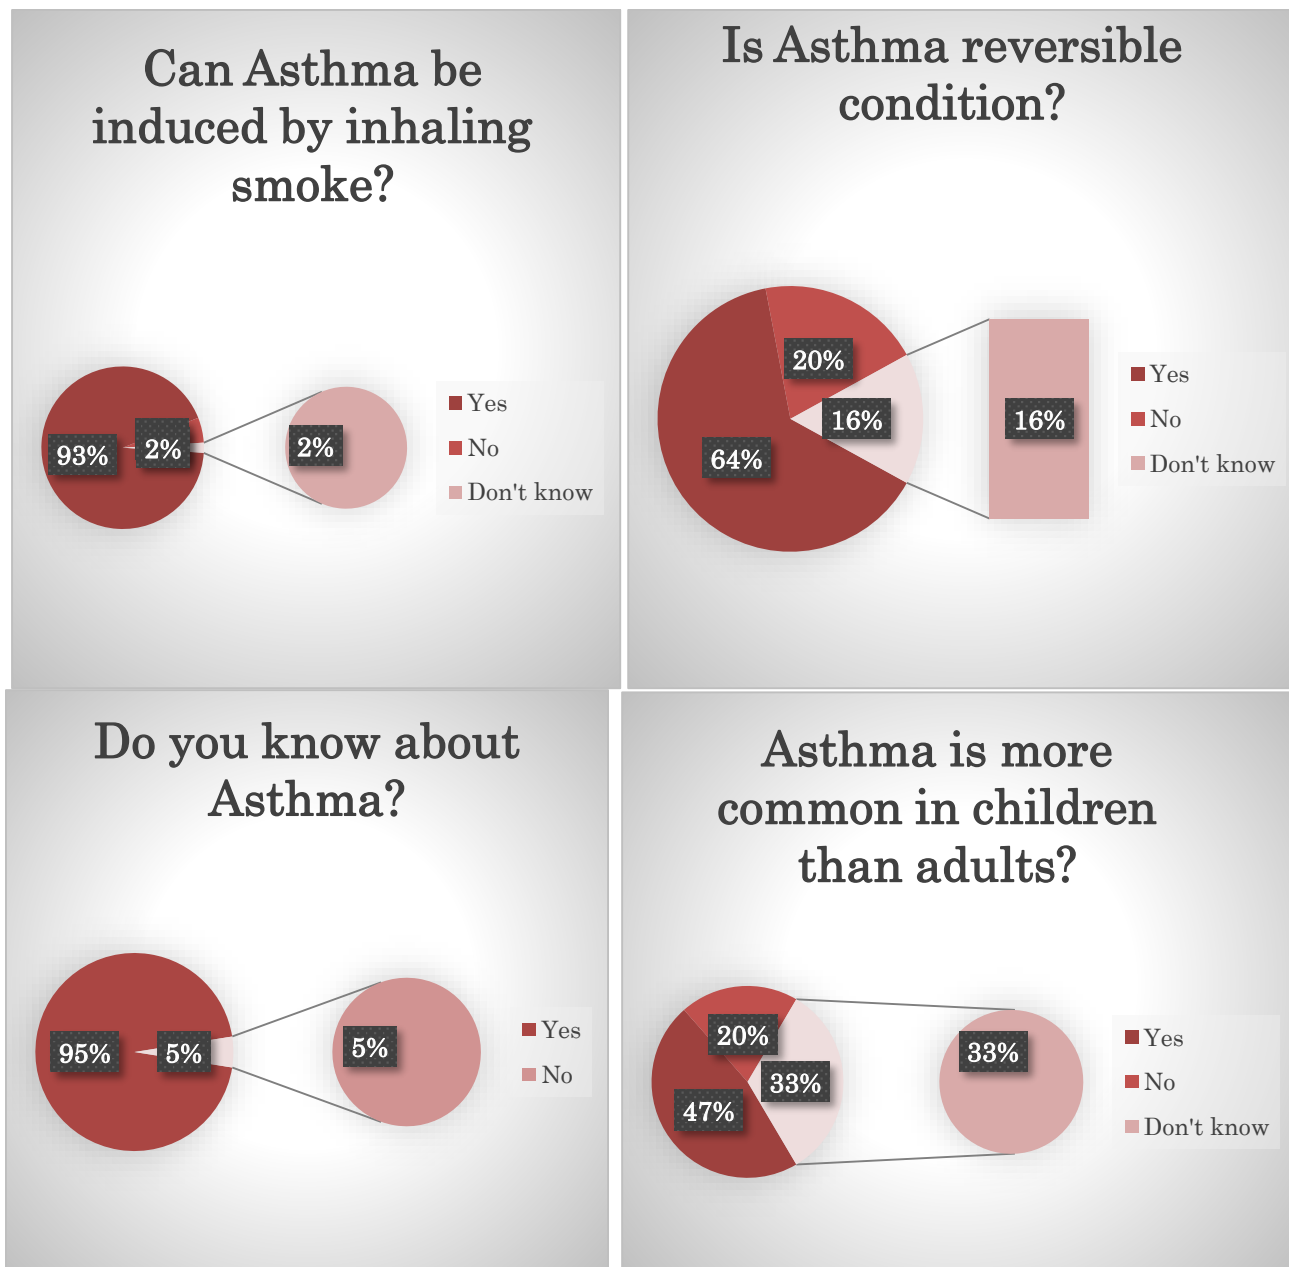 Can Asthma be
induced by inhaling
smoke?
93%
2%
2%
Yes
No
Don't know
Is Asthma reversible
condition?
20%
16%
64%
16%
Yes
No
Don't know
Do you know about
Asthma?
95%
5%
5%
Yes
No
Asthma is more
common in children
than adults?
20%
33%
47%
33%
Yes
No
Don't know